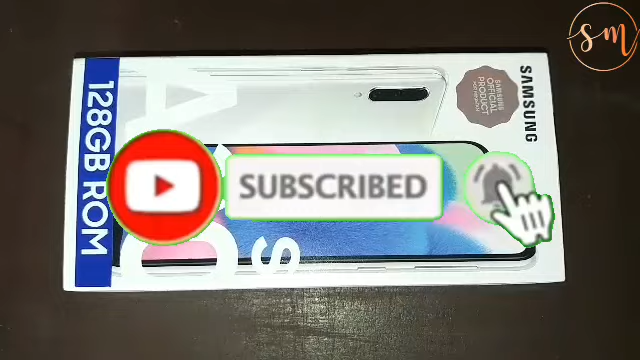 SM
SAMSUNG
SAMSUNG
OFFICIAL
PRODUCT
SUBSCRIBED
128GB ROM
A
s